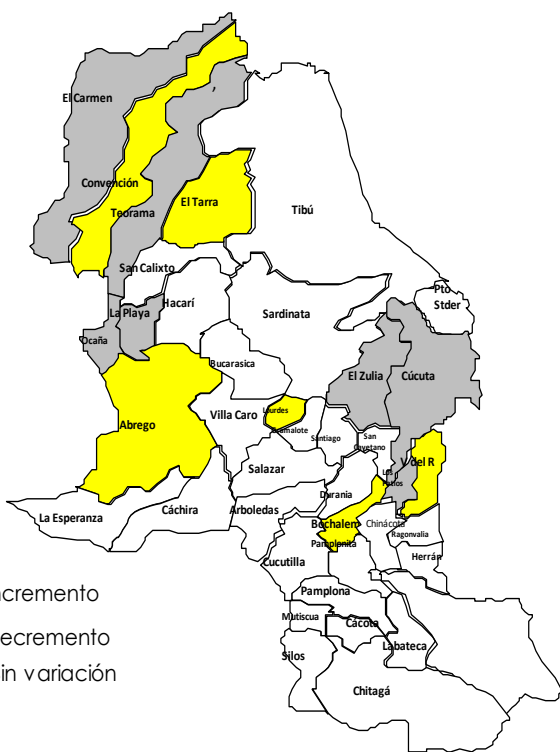 El Carmen
,
Convención
Teorama
El Tarra
Tibú
San Calixto
Pto
Stder
La Playa
Hacarí
Sardinata
Ocaña
Bucarasica
El Zulia
Cúcuta
Abrego
Villa Caro
Lourdes
Gramalote
Santiago
San
Cayetano
V del R
Los
Patios
Salazar
Durania
La Esperanza
Cáchira
Arboledas
Bochalema
Chinácota
Ragonvalia
Pamplonita
Herrán
Cucutilla
Pamplona
Mutiscua
Cácota
Labateca
Silos
Chitagá
ncremento
ecremento
in variación